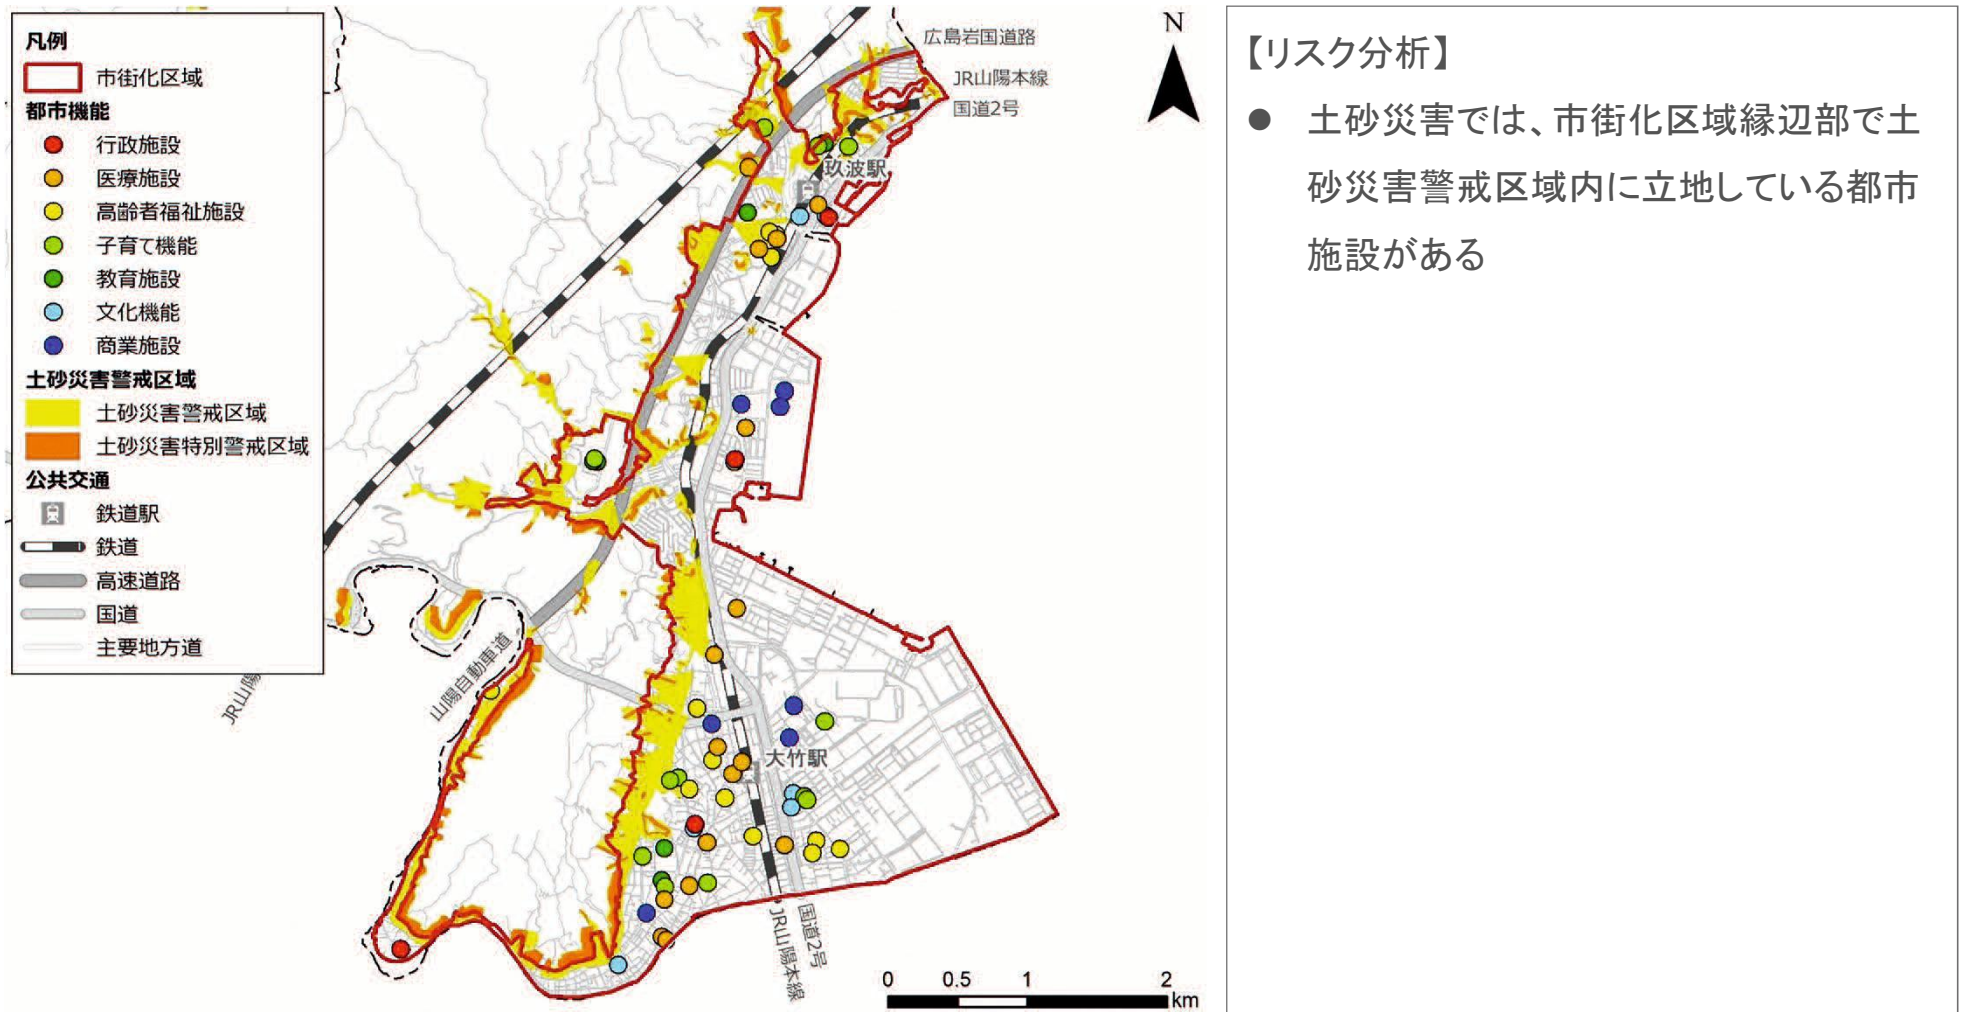 凡例
市街化区域
都市機能
行政施設
医療施設
高齢者福祉施設
子育て機能
教育施設
文化機能
商業施設
土砂災害警戒区域
土砂災害警戒区域
土砂災害特別警戒区域
公共交通
鉄道駅
鉄道
高速道路
国道
主要地方道
JR山陽
山陽自動車道
広島岩国道路
JR山陽本線
国道2号
玖波駅
大竹駅
国道2号
JR山陽本線
N
0 0.5 1 2
km
【リスク分析】
● 土砂災害では、市街化区域縁辺部で土
砂災害警戒区域内に立地している都市
施設がある